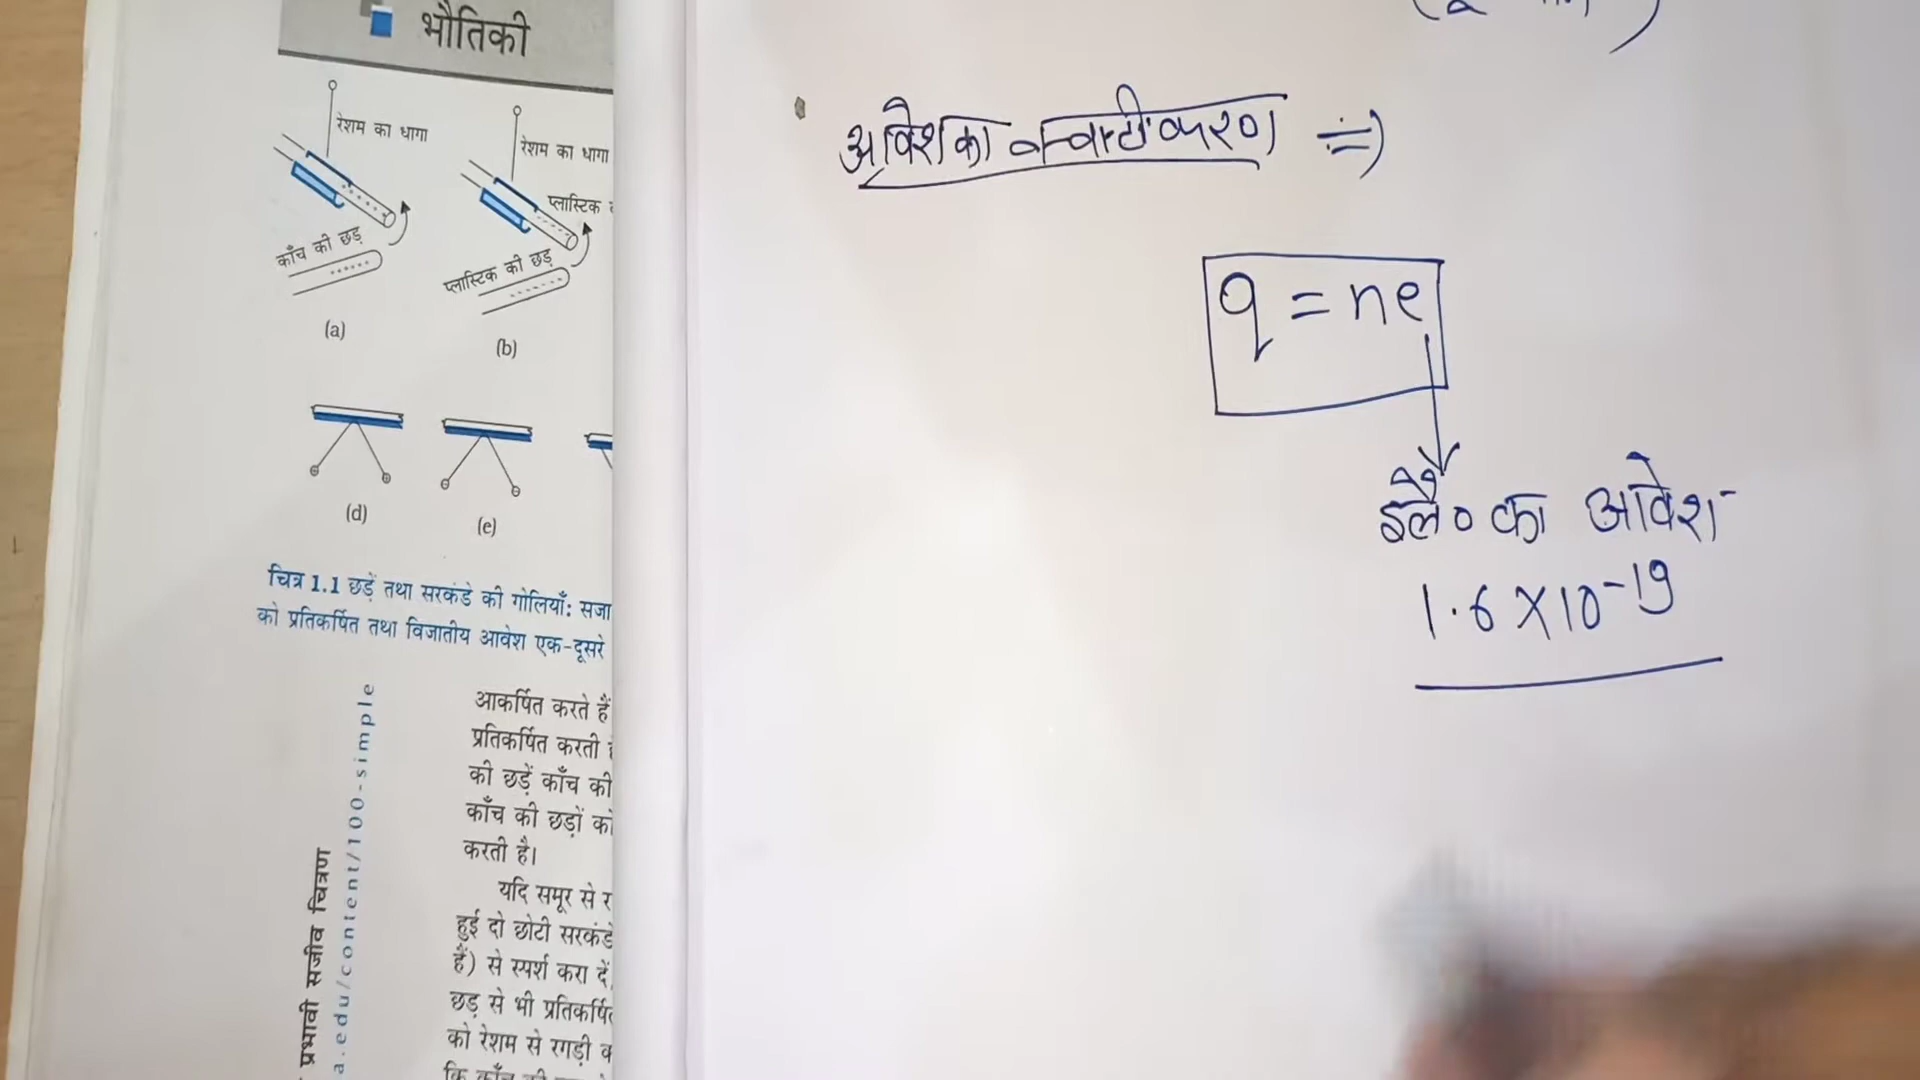 भौतिकी
रेशम का धागा
रेशम का धागा
प्लास्टिक
काँच की छड़
प्लास्टिक की छड़
(a)
(b)
(d)
(e)
चित्र 1.1 छड़ें तथा सरकंडे की गोलियाँ: सजा
को प्रतिकर्षित तथा विजातीय आवेश एक-दूसरे
आकर्षित करते हैं
प्रतिकर्षित करती
की छड़ें काँच की
काँच की छड़ों को
करती है।
यदि समूर से र
हुई दो छोटी सरकंडे
हैं) से स्पर्श करा दें,
छड़ से भी प्रतिकर्षित
को रेशम से रगड़ी
कि काँच की
प्रभावी सजीव चित्रण
a.edu/content/100-simple
आवेश का क्वांटीकरण ⇒
q = ne
इलै० का आवेश
1.6 × 10-19